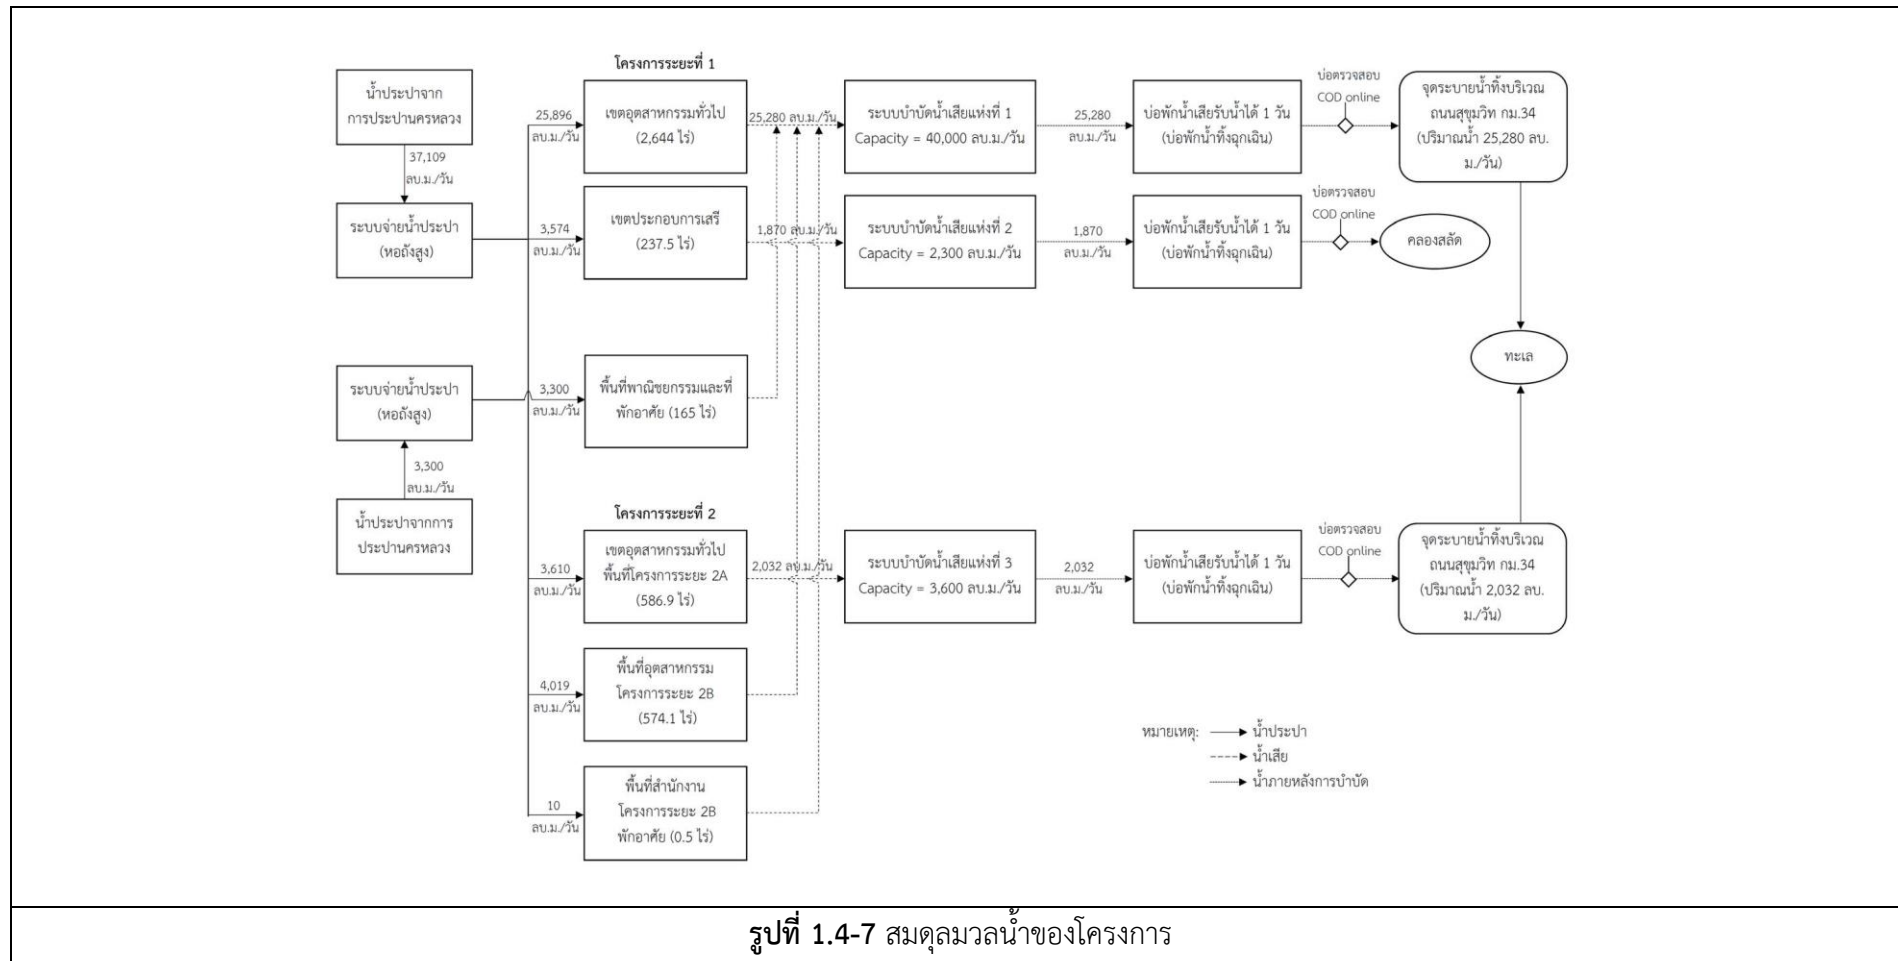 โครงการระยะที่ 1
น้ำประปาจาก
การประปานครหลวง
37,109
ลบ.ม./วัน
ระบบจ่ายน้ำประปา
(หอถังสูง)
25,896
ลบ.ม./วัน
เขตอุตสาหกรรมทั่วไป
(2,644 ไร่)
25,280 ลบ.ม./วัน
ระบบบำบัดน้ำเสียแห่งที่ 1
Capacity = 40,000 ลบ.ม./วัน
25,280
ลบ.ม./วัน
บ่อพักน้ำเสียรับน้ำได้ 1 วัน
(บ่อพักน้ำทิ้งฉุกเฉิน)
บ่อตรวจสอบ
COD online
จุดระบายน้ำทิ้งบริเวณ
ถนนสุขุมวิท กม.34
(ปริมาณน้ำ 25,280 ลบ.
ม./วัน)
3,574
ลบ.ม./วัน
เขตประกอบการเสรี
(237.5 ไร่)
1,870 ลบ.ม./วัน
ระบบบำบัดน้ำเสียแห่งที่ 2
Capacity = 2,300 ลบ.ม./วัน
1,870
ลบ.ม./วัน
บ่อพักน้ำเสียรับน้ำได้ 1 วัน
(บ่อพักน้ำทิ้งฉุกเฉิน)
บ่อตรวจสอบ
COD online
คลองสลัด
ทะเล
ระบบจ่ายน้ำประปา
(หอถังสูง)
3,300
ลบ.ม./วัน
พื้นที่พาณิชยกรรมและที่
พักอาศัย (165 ไร่)
3,300
ลบ.ม./วัน
น้ำประปาจากการ
ประปานครหลวง
โครงการระยะที่ 2
3,610
ลบ.ม./วัน
เขตอุตสาหกรรมทั่วไป
พื้นที่โครงการระยะ 2A
(586.9 ไร่)
2,032 ลบ.ม./วัน
ระบบบำบัดน้ำเสียแห่งที่ 3
Capacity = 3,600 ลบ.ม./วัน
2,032
ลบ.ม./วัน
บ่อพักน้ำเสียรับน้ำได้ 1 วัน
(บ่อพักน้ำทิ้งฉุกเฉิน)
บ่อตรวจสอบ
COD online
จุดระบายน้ำทิ้งบริเวณ
ถนนสุขุมวิท กม.34
(ปริมาณน้ำ 2,032 ลบ.
ม./วัน)
4,019
ลบ.ม./วัน
พื้นที่อุตสาหกรรม
โครงการระยะ 2B
(574.1 ไร่)
10
ลบ.ม./วัน
พื้นที่สำนักงาน
โครงการระยะ 2B
พักอาศัย (0.5 ไร่)
หมายเหตุ: น้ำประปา
น้ำเสีย
น้ำภายหลังการบำบัด
รูปที่ 1.4-7 สมดุลมวลน้ำของโครงการ